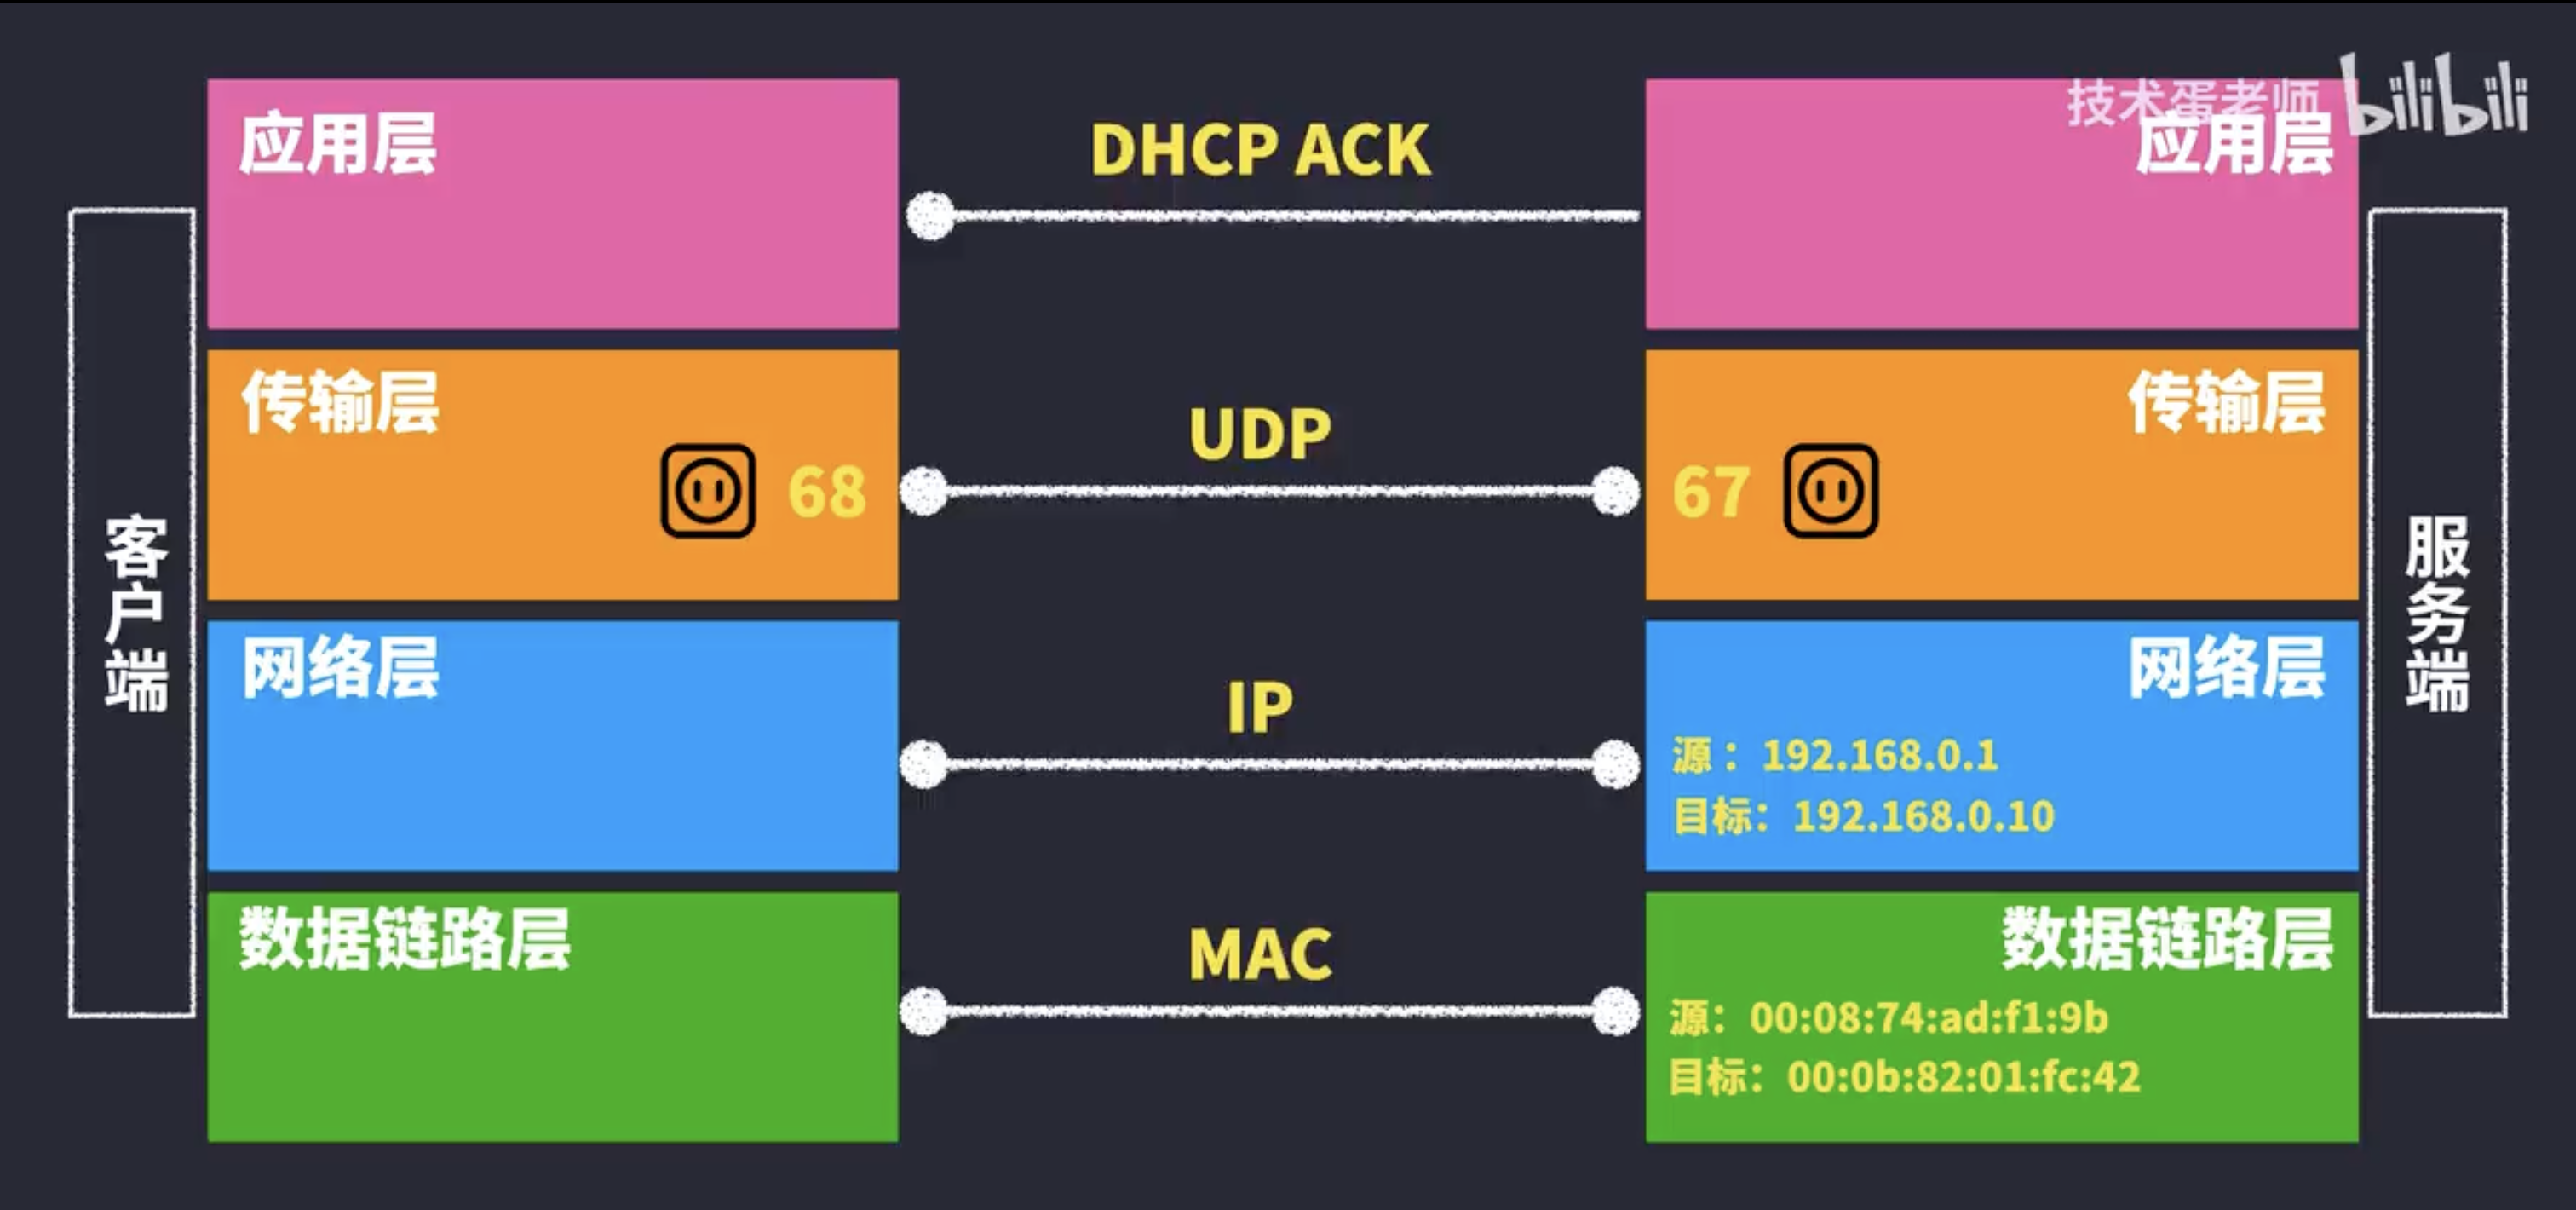 技术蛋老师 bilibili
应用层
DHCP ACK
应用层
传输层
68
UDP
67
传输层
客户端
网络层
IP
网络层
源：192.168.0.1
目标：192.168.0.10
服务端
数据链路层
MAC
数据链路层
源：00:08:74:ad:f1:9b
目标：00:0b:82:01:fc:42